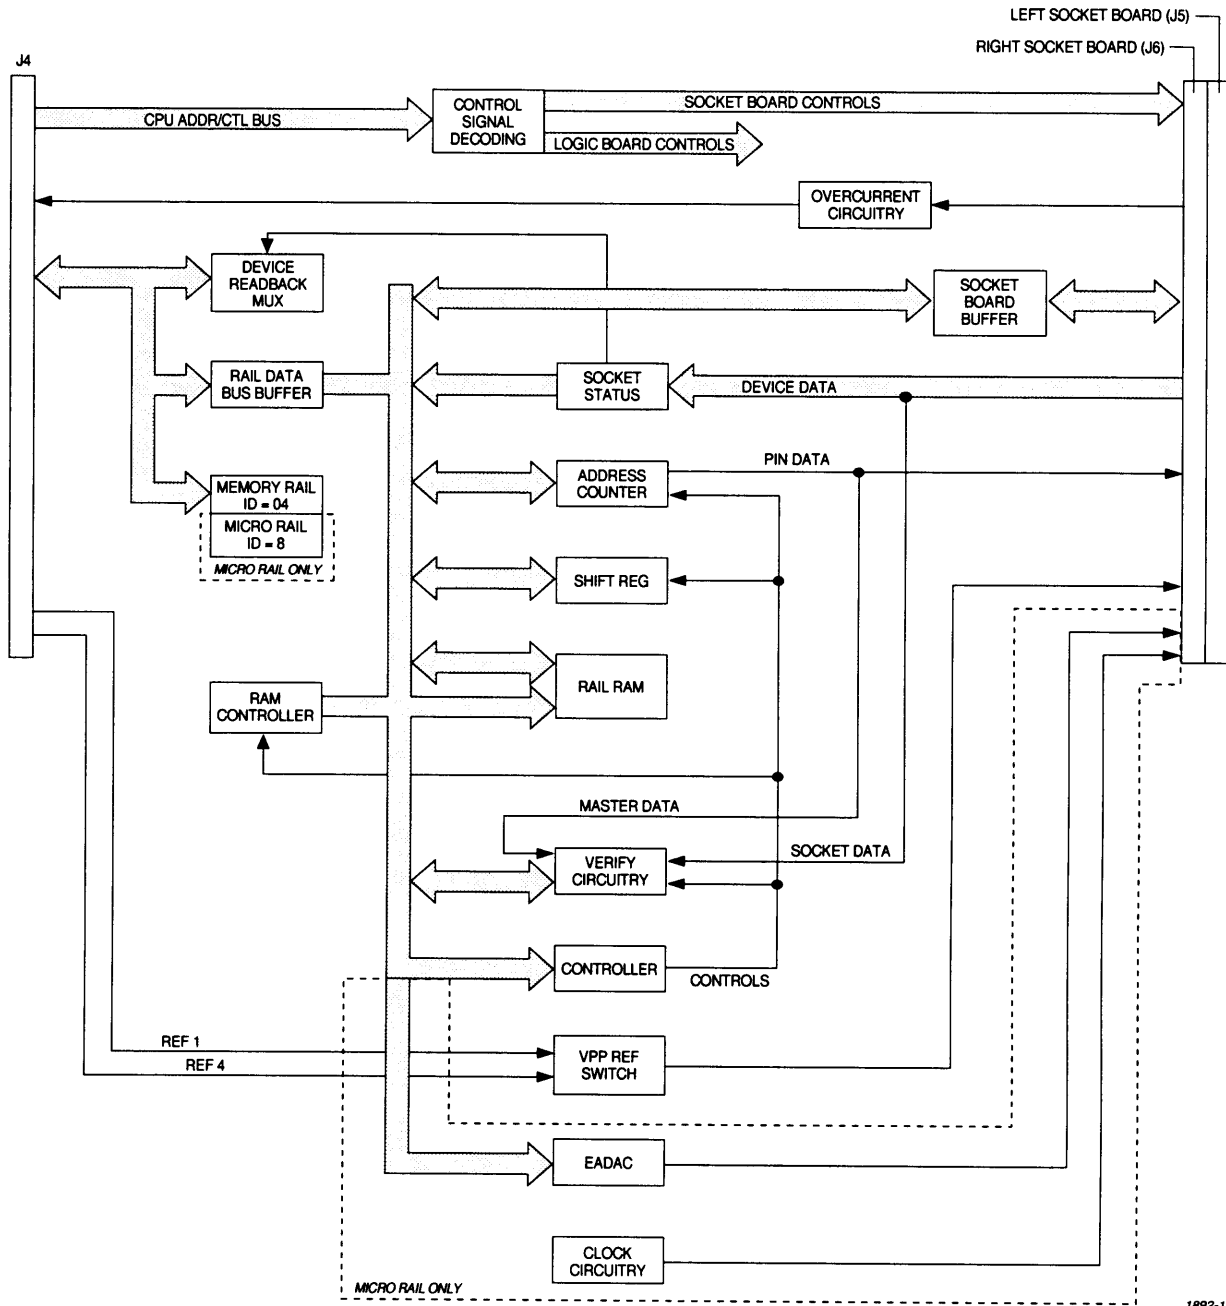 LEFT SOCKET BOARD (J5)
RIGHT SOCKET BOARD (J6)
J4
CPU ADDR/CTL BUS
CONTROL
SIGNAL
DECODING
SOCKET BOARD CONTROLS
LOGIC BOARD CONTROLS
OVERCURRENT
CIRCUITRY
DEVICE
READBACK
MUX
SOCKET
BOARD
BUFFER
RAIL DATA
BUS BUFFER
SOCKET
STATUS
DEVICE DATA
PIN DATA
ADDRESS
COUNTER
MEMORY RAIL
ID = 04
MICRO RAIL
ID = 8
MICRO RAIL ONLY
SHIFT REG
RAIL RAM
RAM
CONTROLLER
MASTER DATA
SOCKET DATA
VERIFY
CIRCUITRY
CONTROLLER
CONTROLS
REF 1
REF 4
VPP REF
SWITCH
EADAC
CLOCK
CIRCUITRY
MICRO RAIL ONLY